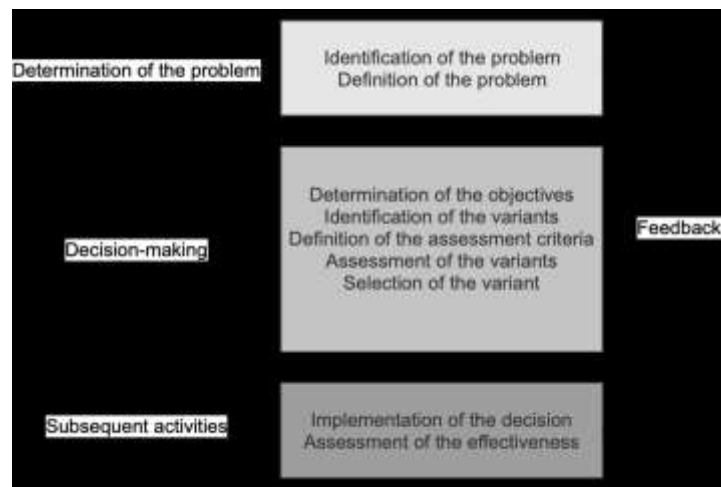 Determination of the problem
Identification of the problem
Definition of the problem
Decision-making
Determination of the objectives
Identification of the variants
Definition of the assessment criteria
Assessment of the variants
Selection of the variant
Feedback
Subsequent activities
Implementation of the decision
Assessment of the effectiveness